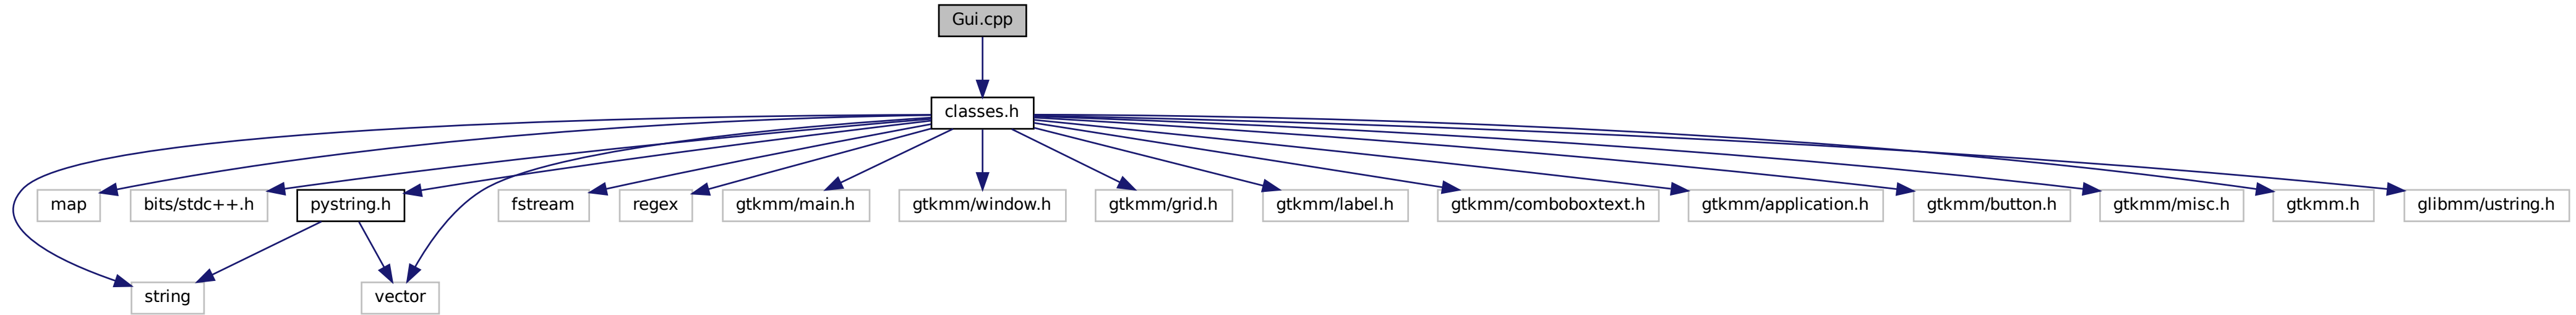 Gui.cpp
classes.h
map
bits/stdc++.h
pystring.h
fstream
regex
gtkmm/main.h
gtkmm/window.h
gtkmm/grid.h
gtkmm/label.h
gtkmm/comboboxtext.h
gtkmm/application.h
gtkmm/button.h
gtkmm/misc.h
gtkmm.h
glibmm/ustring.h
string
vector